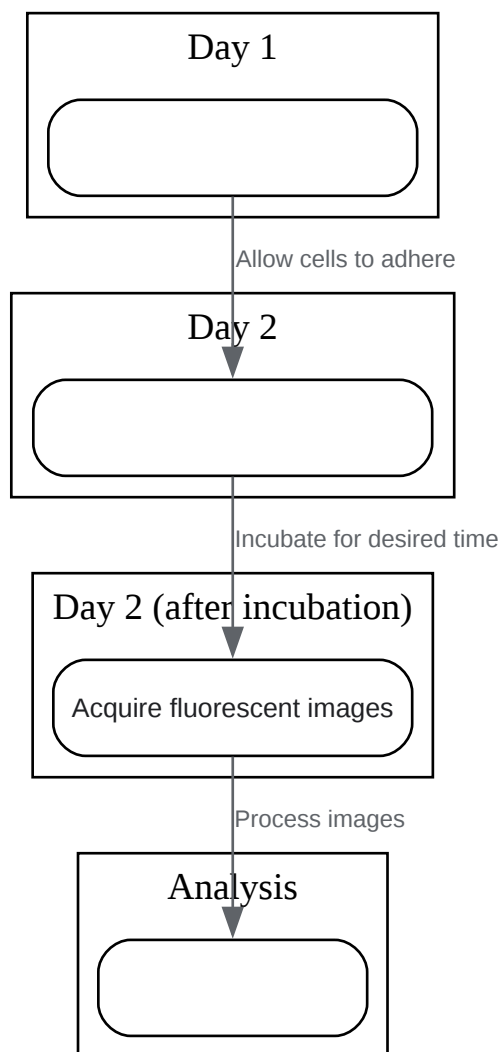 Day 1
Allow cells to adhere
Day 2
Incubate for desired time
Day 2 (after incubation)
Acquire fluorescent images
Process images
Analysis